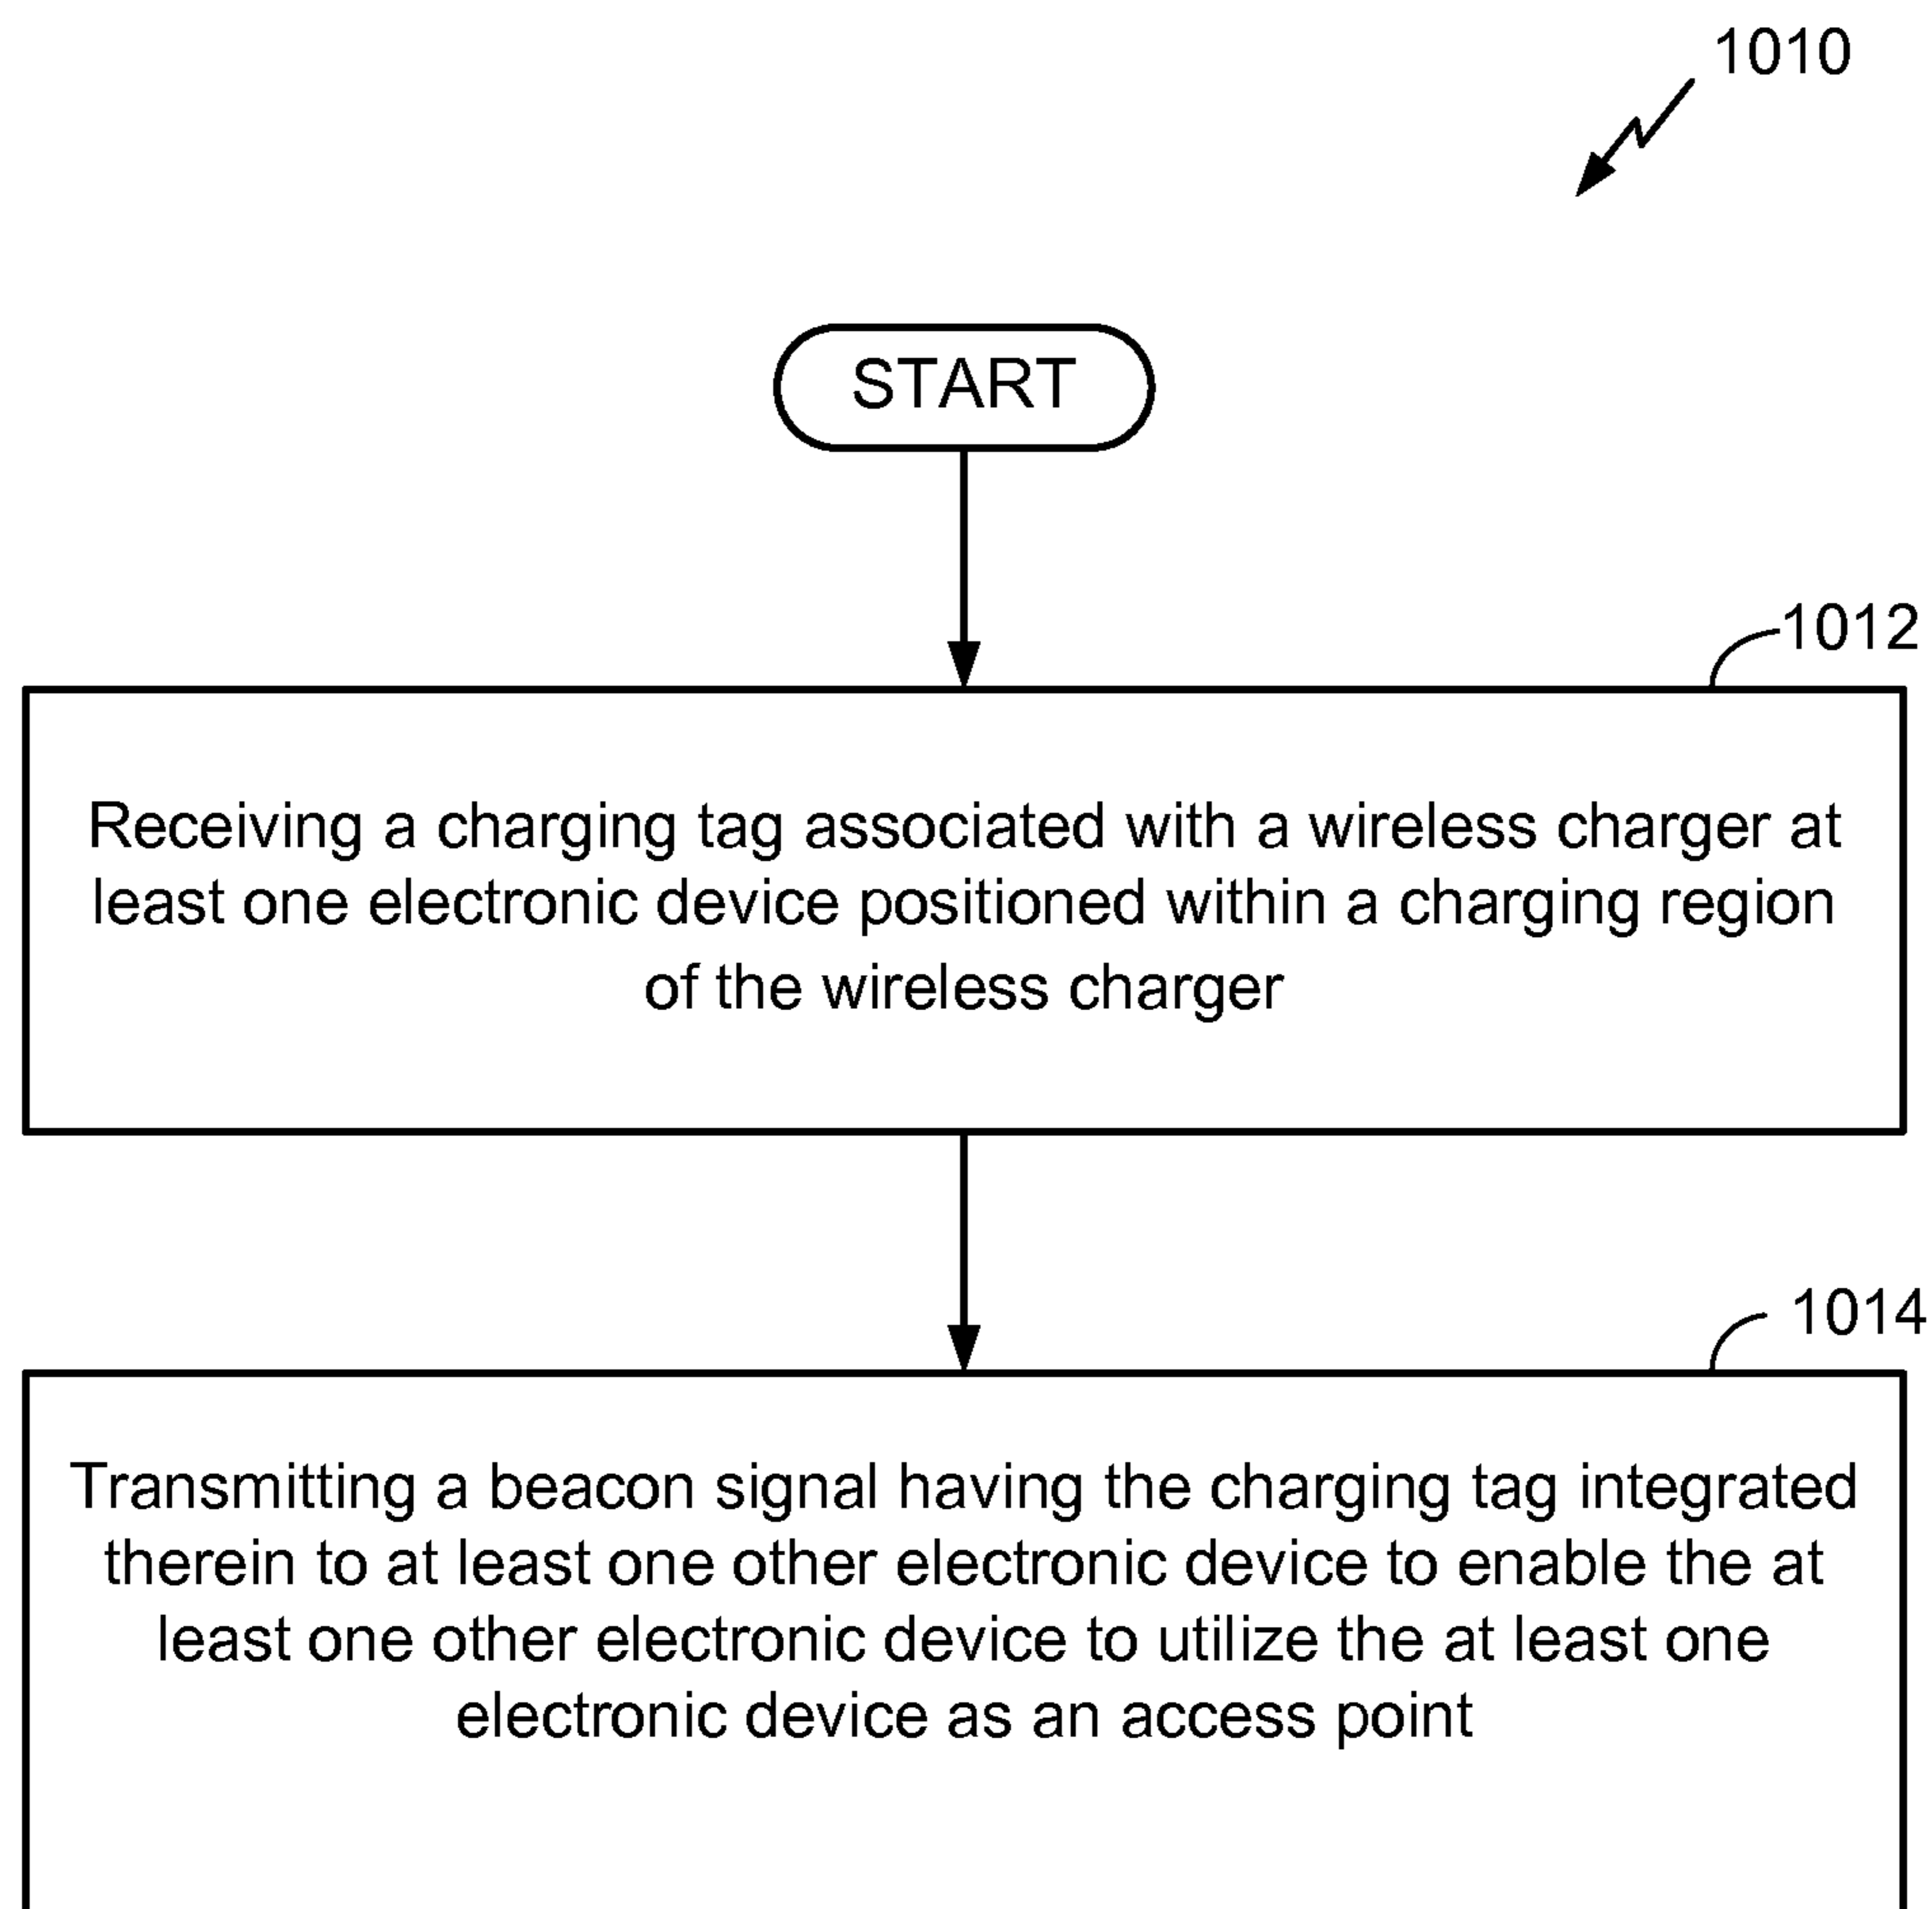 1010
START
1012
Receiving a charging tag associated with a wireless charger at
least one electronic device positioned within a charging region
of the wireless charger
1014
Transmitting a beacon signal having the charging tag integrated
therein to at least one other electronic device to enable the at
least one other electronic device to utilize the at least one
electronic device as an access point